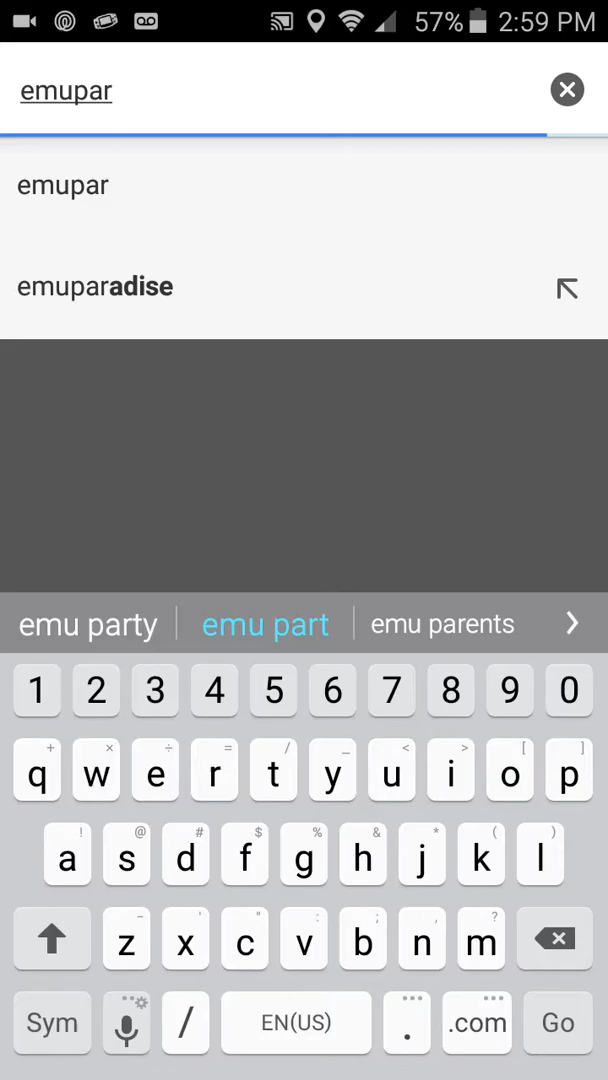 57% 2:59 PM
emupar
emupar
emuparadise
emu party emu part emu parents
1 2 3 4 5 6 7 8 9 0
+ × ÷ = / _ < > [ ]
q w e r t y u i o p
! @ # $ % & * ( )
a s d f g h j k l
- ' " : ; , ?
z x c v b n m
Sym / EN(US) . .com Go